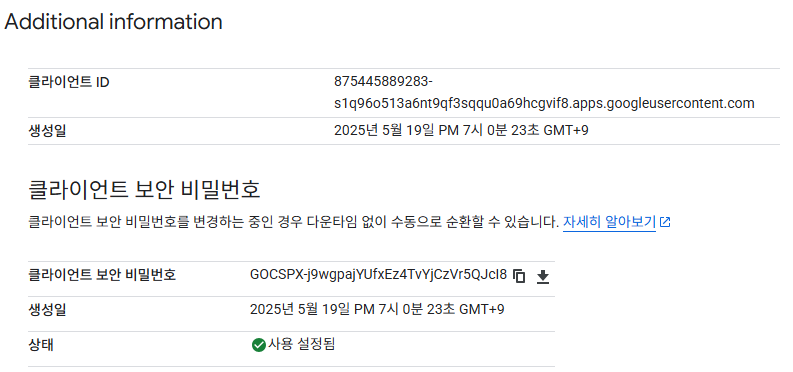 Additional information
클라이언트 ID
875445889283-
s1q96o513a6nt9qf3sqqu0a69hcgvif8.apps.googleusercontent.com
생성일
2025년 5월 19일 PM 7시 0분 23초 GMT+9
클라이언트 보안 비밀번호
클라이언트 보안 비밀번호를 변경하는 중인 경우 다운타임 없이 수동으로 순환할 수 있습니다. 자세히 알아보기
클라이언트 보안 비밀번호
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
생성일
2025년 5월 19일 PM 7시 0분 23초 GMT+9
상태
사용 설정됨